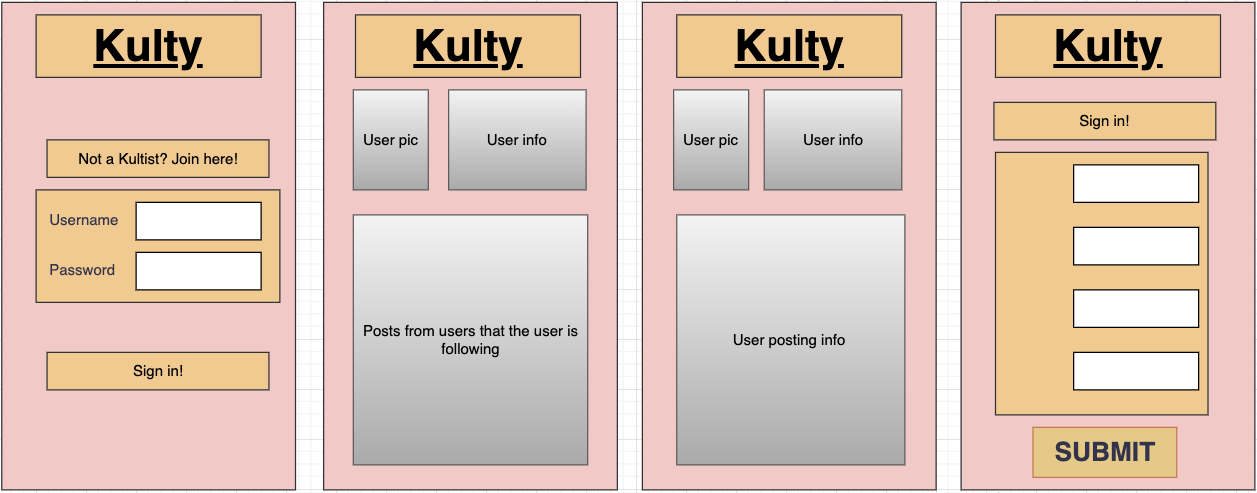 Kulty
Not a Kultist? Join here!
Username
Password
Sign in!
Kulty
User pic
User info
Posts from users that the user is
following
Kulty
User pic
User info
User posting info
Kulty
Sign in!
SUBMIT